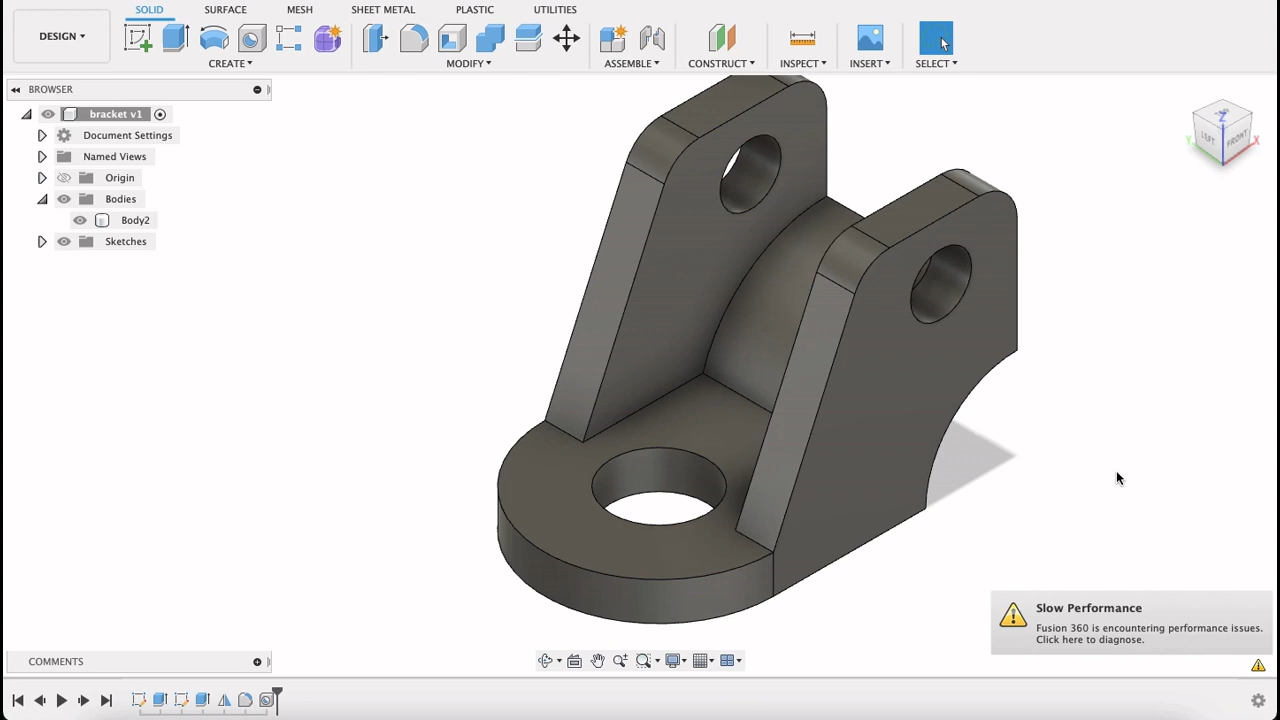 SOLID SURFACE MESH SHEET METAL PLASTIC UTILITIES
DESIGN
CREATE MODIFY ASSEMBLE CONSTRUCT INSPECT INSERT SELECT
BROWSER
bracket v1
Document Settings
Named Views
Origin
Bodies
Body2
Sketches
Z
LEFT FRONT
Y X
Slow Performance
Fusion 360 is encountering performance issues.
Click here to diagnose.
COMMENTS